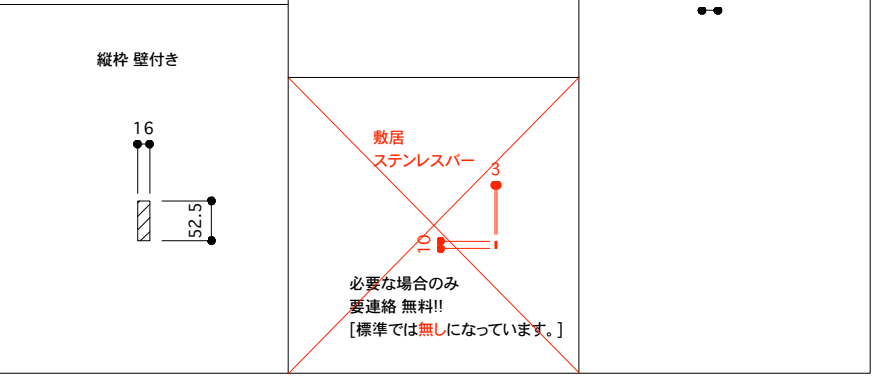 縦枠 壁付き
16
52.5
敷居
ステンレスバー
3
10
必要な場合のみ
要連絡 無料!!
[標準では無しになっています。]